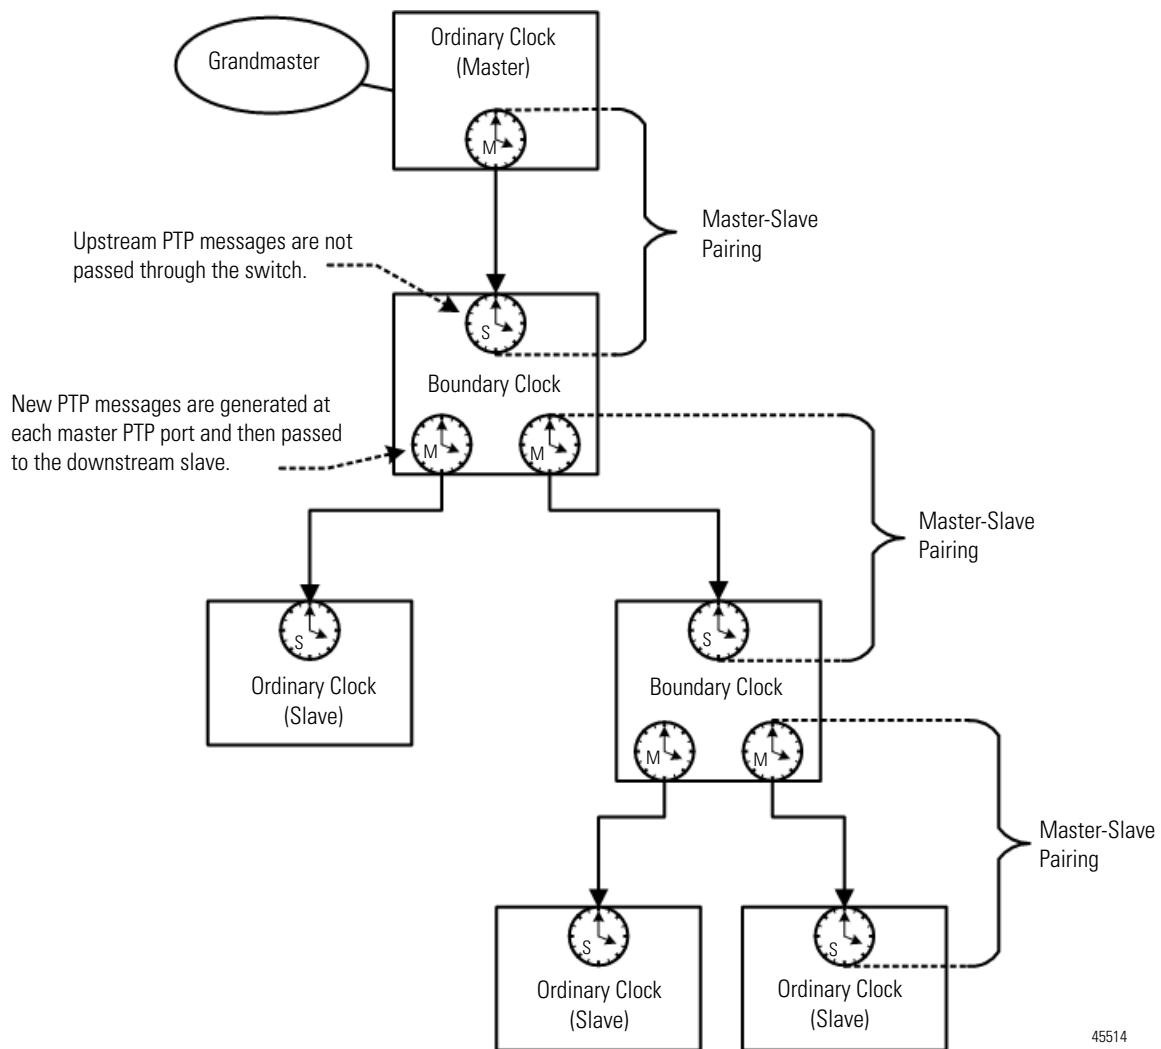 Grandmaster
Ordinary Clock
(Master)
M
Master-Slave
Pairing
Upstream PTP messages are not
passed through the switch.
S
Boundary Clock
New PTP messages are generated at
each master PTP port and then passed
to the downstream slave.
M
M
Master-Slave
Pairing
S
Ordinary Clock
(Slave)
S
Boundary Clock
M
M
Master-Slave
Pairing
S
Ordinary Clock
(Slave)
S
Ordinary Clock
(Slave)
45514